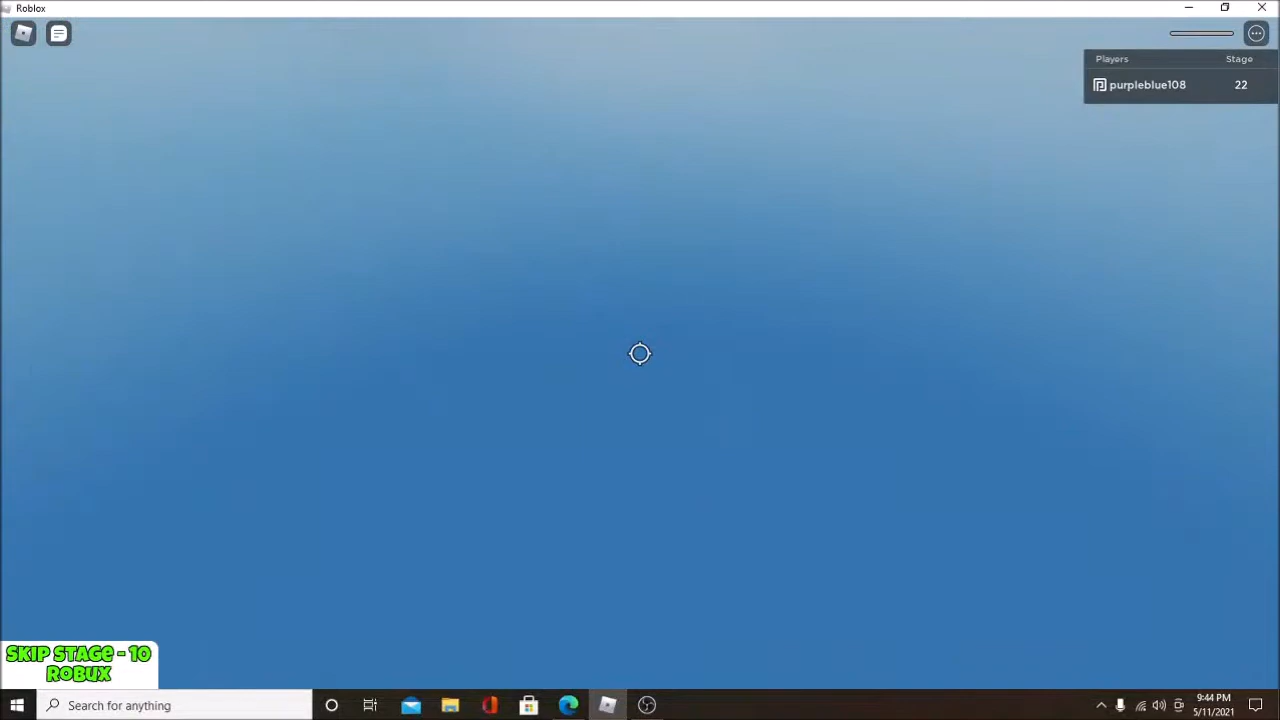 Roblox
Players Stage
purpleblue108 22
SKIP STAGE - 10
ROBUX
Search for anything
9:44 PM
5/11/2021